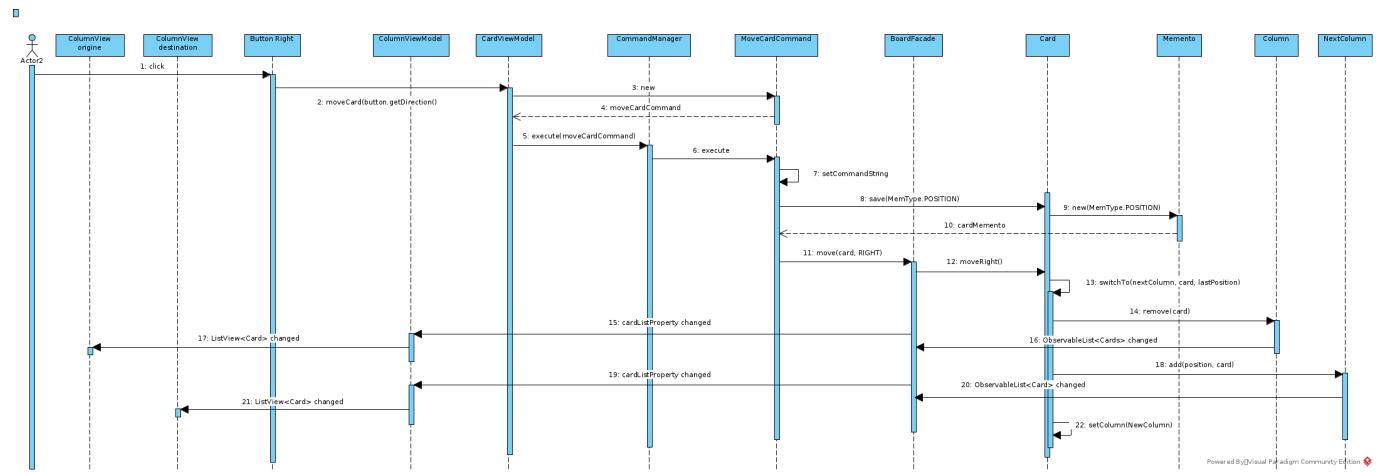 ColumnView
origine
ColumnView
destination
Button Right
ColumnViewModel
CardViewModel
CommandManager
MoveCardCommand
BoardFacade
Card
Memento
Column
NextColumn
Actor2
1: click
2: moveCard(button.getDirection()
3: new
4: moveCardCommand
5: execute(moveCardCommand)
6: execute
7: setCommandString
8: save(MemType.POSITION)
9: new(MemType.POSITION)
10: cardMemento
11: move(card, RIGHT)
12: moveRight()
13: switchTo(nextColumn, card, lastPosition)
14: remove(card)
15: cardListProperty changed
16: ObservableList<Cards> changed
17: ListView<Card> changed
18: add(position, card)
19: cardListProperty changed
20: ObservableList<Card> changed
21: ListView<Card> changed
22: setColumn(NewColumn)
Powered By Visual Paradigm Community Edition